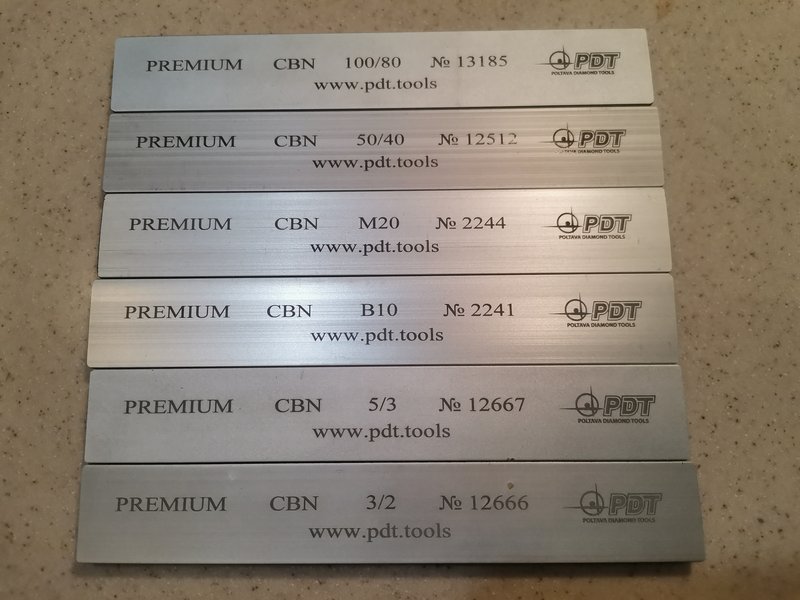 PREMIUM CBN 100/80 № 13185 PDT
www.pdt.tools POLTAVA DIAMOND TOOLS
PREMIUM CBN 50/40 № 12512 PDT
www.pdt.tools POLTAVA DIAMOND TOOLS
PREMIUM CBN M20 № 2244 PDT
www.pdt.tools POLTAVA DIAMOND TOOLS
PREMIUM CBN B10 № 2241 PDT
www.pdt.tools POLTAVA DIAMOND TOOLS
PREMIUM CBN 5/3 № 12667 PDT
www.pdt.tools POLTAVA DIAMOND TOOLS
PREMIUM CBN 3/2 № 12666 PDT
www.pdt.tools POLTAVA DIAMOND TOOLS